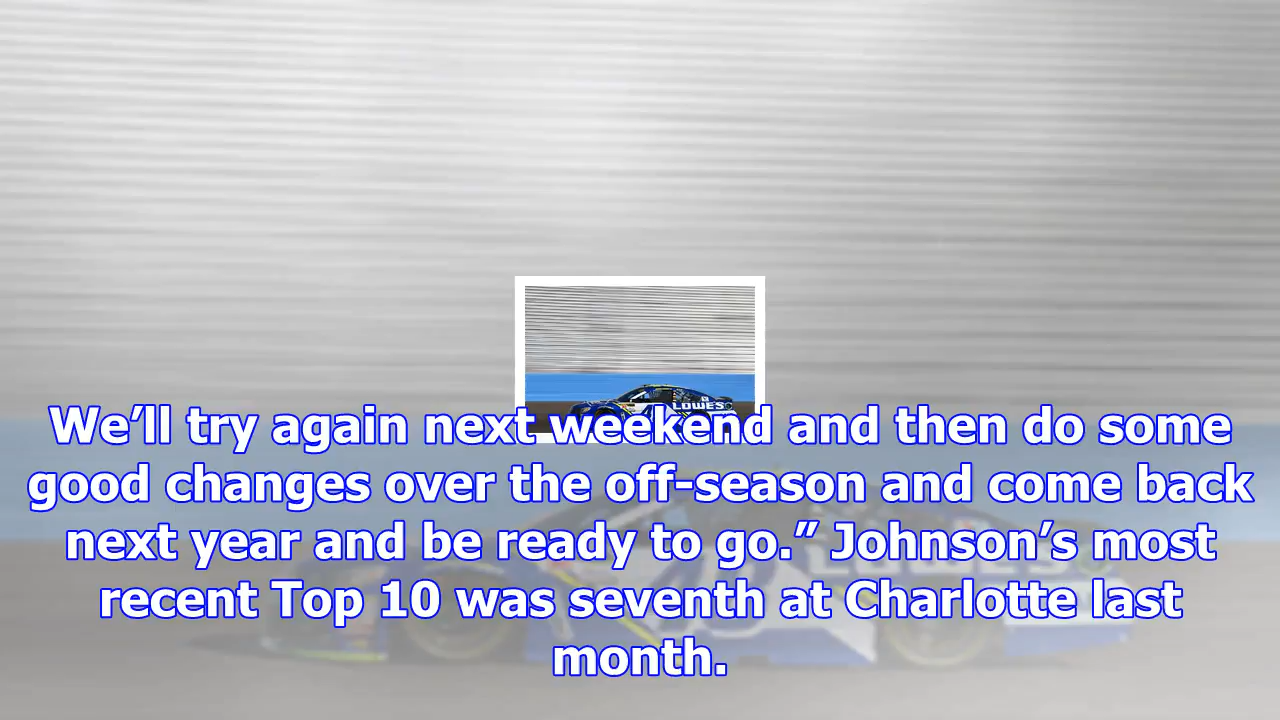 LOWE'S
We’ll try again next weekend and then do some
good changes over the off-season and come back
next year and be ready to go.” Johnson’s most
recent Top 10 was seventh at Charlotte last
month.